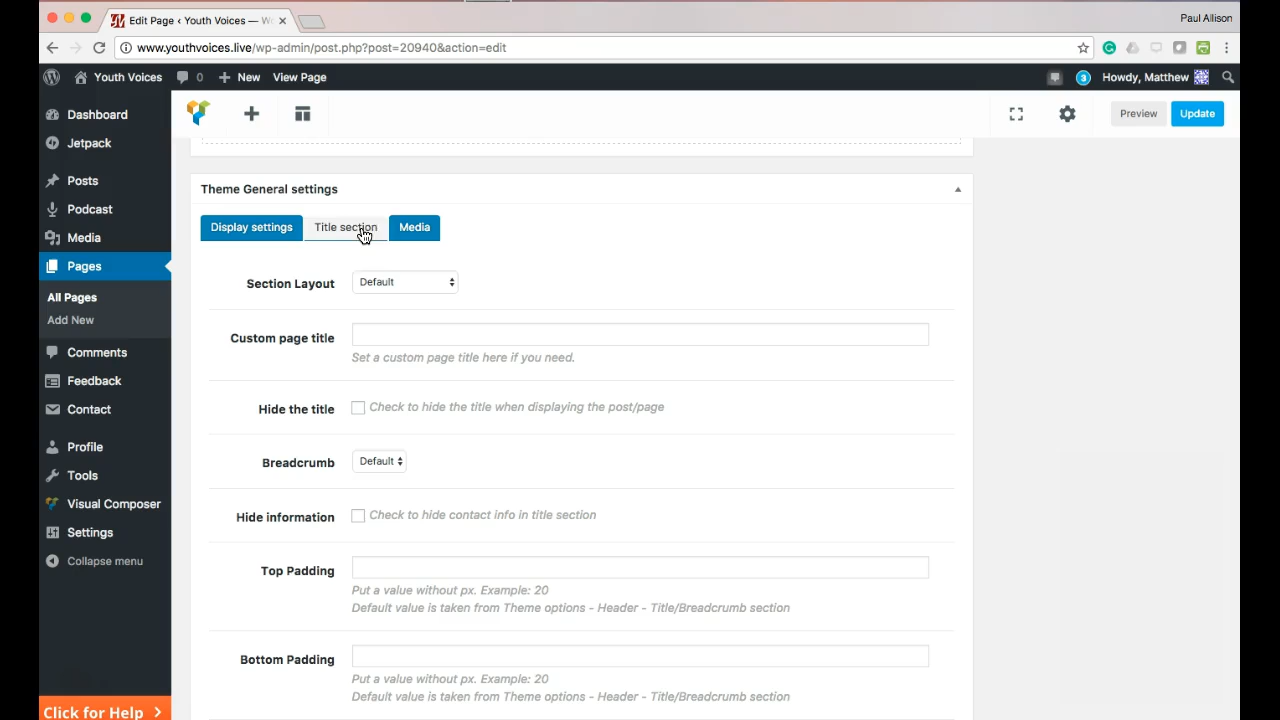 Edit Page ‹ Youth Voices — W
Paul Allison
www.youthvoices.live/wp-admin/post.php?post=20940&action=edit
Youth Voices 0 New View Page 3 Howdy, Matthew
Dashboard
Preview Update
Jetpack
Posts
Podcast
Media
Pages
All Pages
Add New
Comments
Feedback
Contact
Profile
Tools
Visual Composer
Settings
Collapse menu
Click for Help >
Theme General settings
Display settings Title section Media
Section Layout Default
Custom page title
Set a custom page title here if you need.
Hide the title Check to hide the title when displaying the post/page
Breadcrumb Default
Hide information Check to hide contact info in title section
Top Padding
Put a value without px. Example: 20
Default value is taken from Theme options - Header - Title/Breadcrumb section
Bottom Padding
Put a value without px. Example: 20
Default value is taken from Theme options - Header - Title/Breadcrumb section